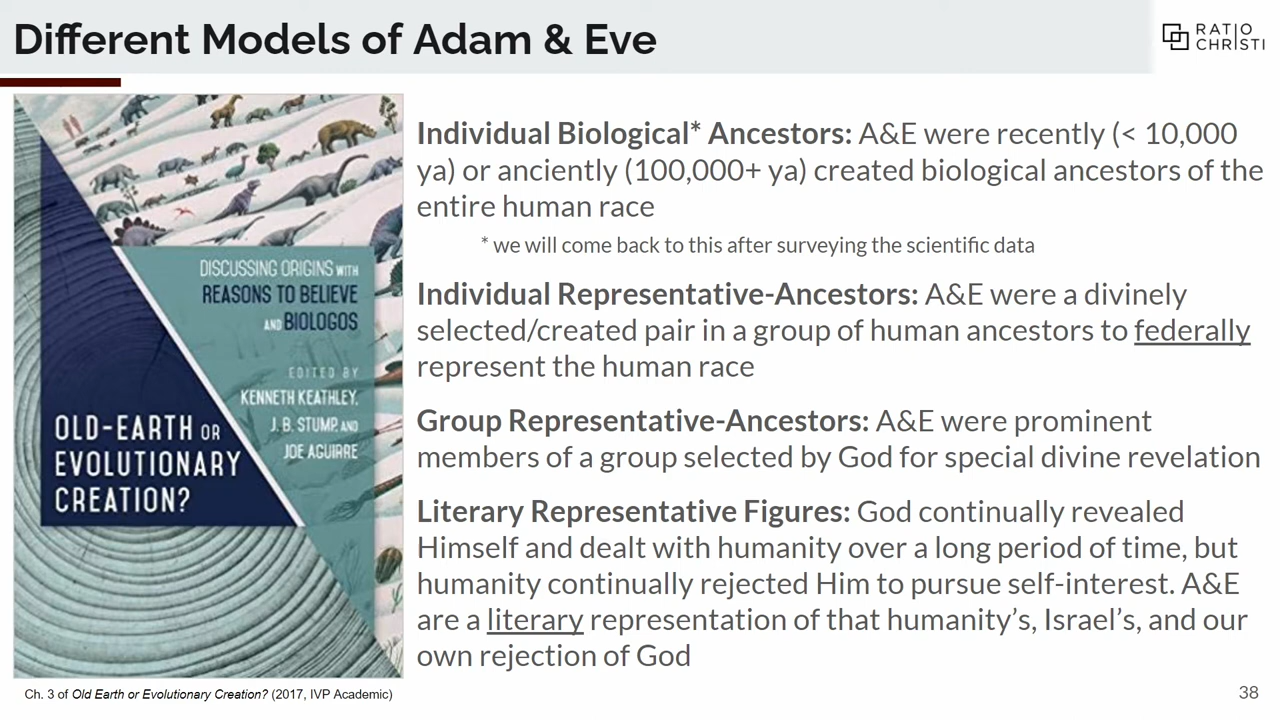 Different Models of Adam & Eve
RATIO
CHRISTI
DISCUSSING ORIGINS WITH
REASONS TO BELIEVE
AND BIOLOGOS
EDITED BY
KENNETH KEATHLEY,
J. B. STUMP, AND
JOE AGUIRRE
OLD-EARTH OR
EVOLUTIONARY
CREATION?
Ch. 3 of Old Earth or Evolutionary Creation? (2017, IVP Academic)
Individual Biological* Ancestors: A&E were recently (< 10,000
ya) or anciently (100,000+ ya) created biological ancestors of the
entire human race
* we will come back to this after surveying the scientific data
Individual Representative-Ancestors: A&E were a divinely
selected/created pair in a group of human ancestors to federally
represent the human race
Group Representative-Ancestors: A&E were prominent
members of a group selected by God for special divine revelation
Literary Representative Figures: God continually revealed
Himself and dealt with humanity over a long period of time, but
humanity continually rejected Him to pursue self-interest. A&E
are a literary representation of that humanity's, Israel's, and our
own rejection of God
38